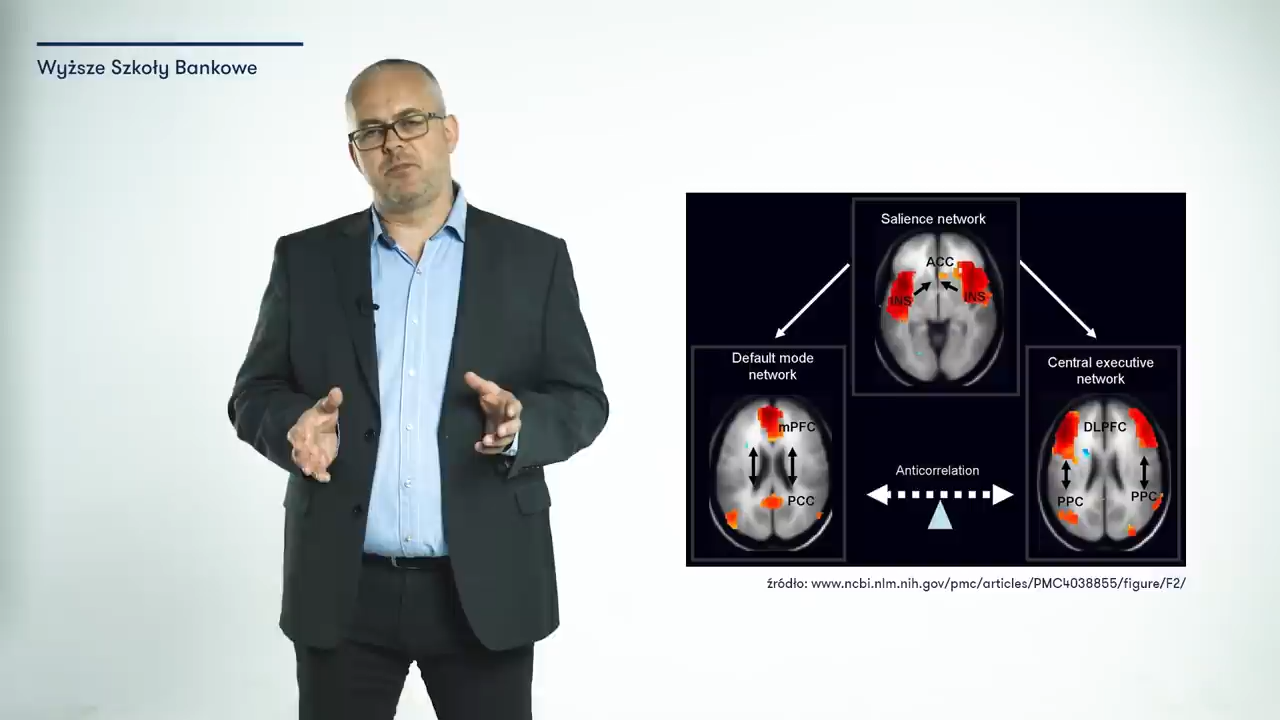 Wyższe Szkoły Bankowe
Salience network
ACC
INS
INS
Default mode
network
mPFC
PCC
Anticorrelation
Central executive
network
DLPFC
PPC
PPC
źródło: www.ncbi.nlm.nih.gov/pmc/articles/PMC4038855/figure/F2/